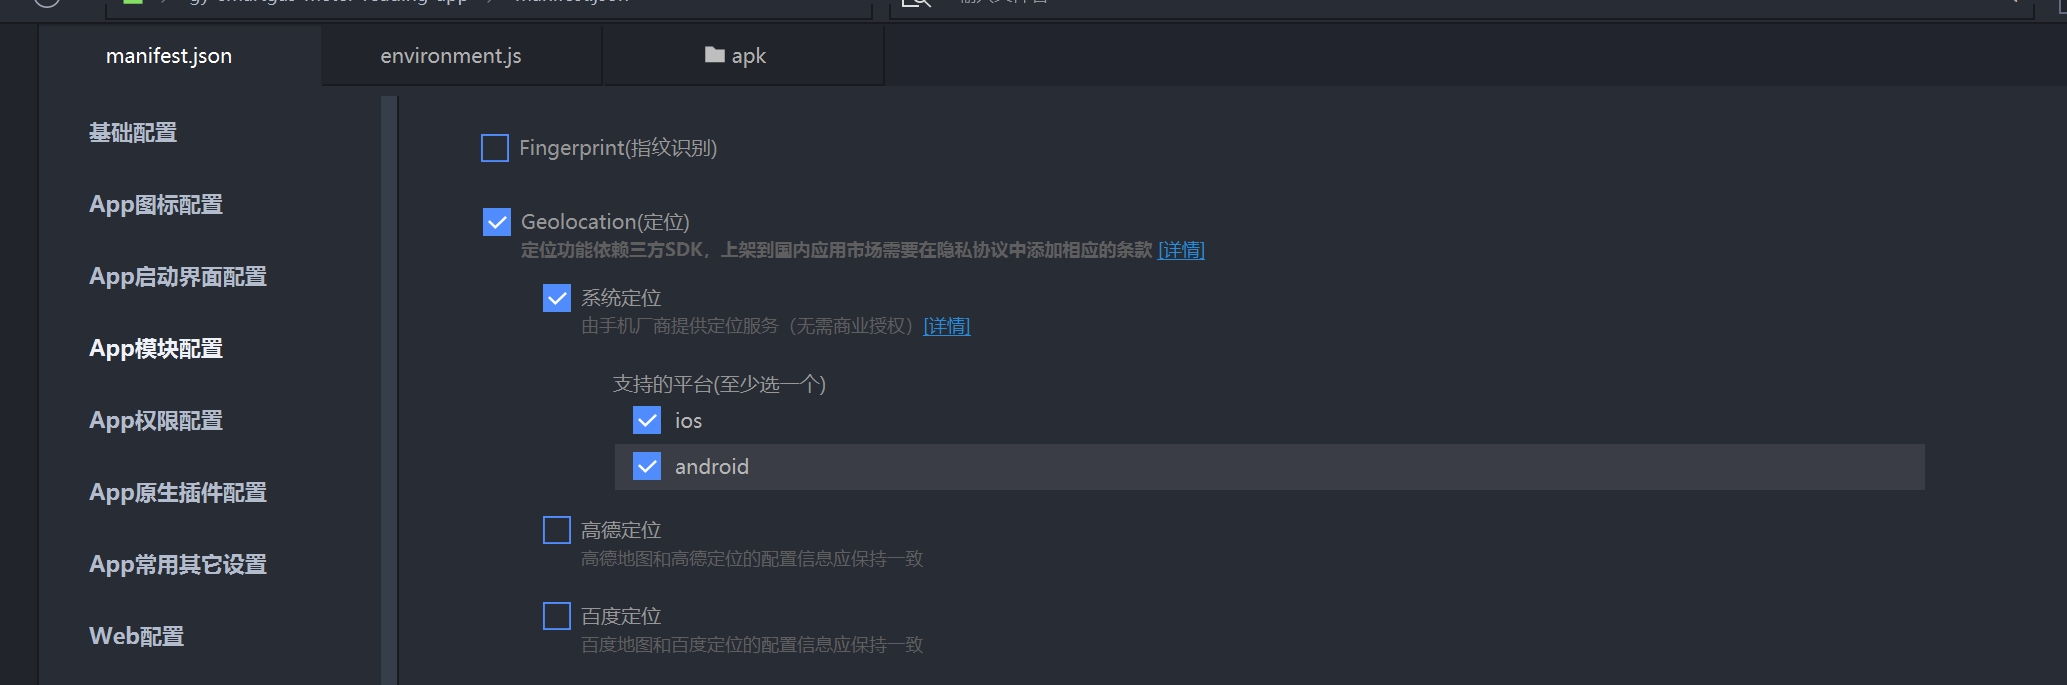 manifest.json
environment.js
apk
基础配置
App图标配置
App启动界面配置
App模块配置
App权限配置
App原生插件配置
App常用其它设置
Web配置
Fingerprint(指纹识别)
Geolocation(定位)
定位功能依赖三方SDK，上架到国内应用市场需要在隐私协议中添加相应的条款 [详情]
系统定位
由手机厂商提供定位服务（无需商业授权）[详情]
支持的平台(至少选一个)
ios
android
高德定位
高德地图和高德定位的配置信息应保持一致
百度定位
百度地图和百度定位的配置信息应保持一致